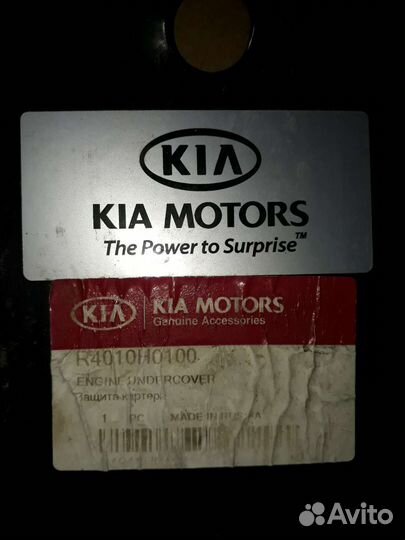 KIA
KIA MOTORS
The Power to Surprise™
KIA
KIA MOTORS
Genuine Accessories
R4010H0100
ENGINE UNDERCOVER
Защита картера
1 PC MADE IN RUSSIA
Avito